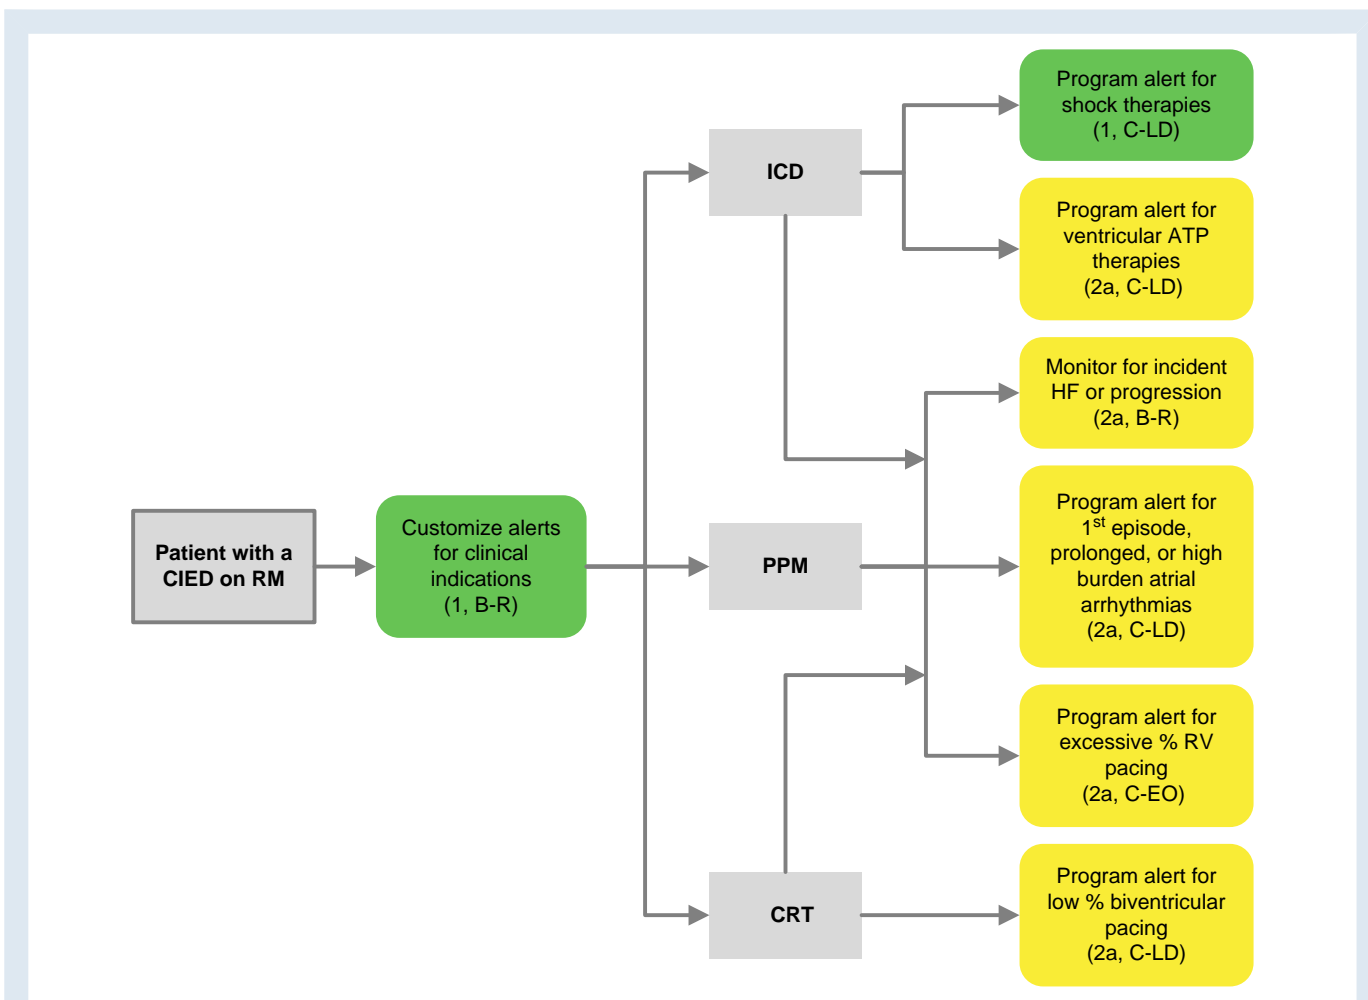 Patient with a
CIED on RM
Customize alerts
for clinical
indications
(1, B-R)
ICD
PPM
CRT
Program alert for
shock therapies
(1, C-LD)
Program alert for
ventricular ATP
therapies
(2a, C-LD)
Monitor for incident
HF or progression
(2a, B-R)
Program alert for
1st episode,
prolonged, or high
burden atrial
arrhythmias
(2a, C-LD)
Program alert for
excessive % RV
pacing
(2a, C-EO)
Program alert for
low % biventricular
pacing
(2a, C-LD)